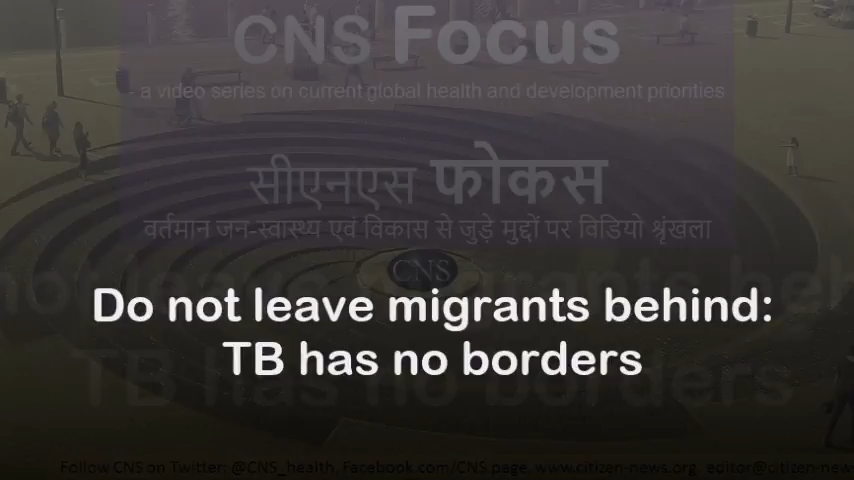 CNS Focus
a video series on current global health and development priorities
सीएनएस फोकस
वर्तमान जन-स्वास्थ्य एवं विकास से जुड़े मुद्दों पर विडियो श्रृंखला
CNS
Do not leave migrants behind:
TB has no borders
Follow CNS on Twitter: @CNS_health, Facebook.com/CNS.page, www.citizen-news.org, editor@citizen-new